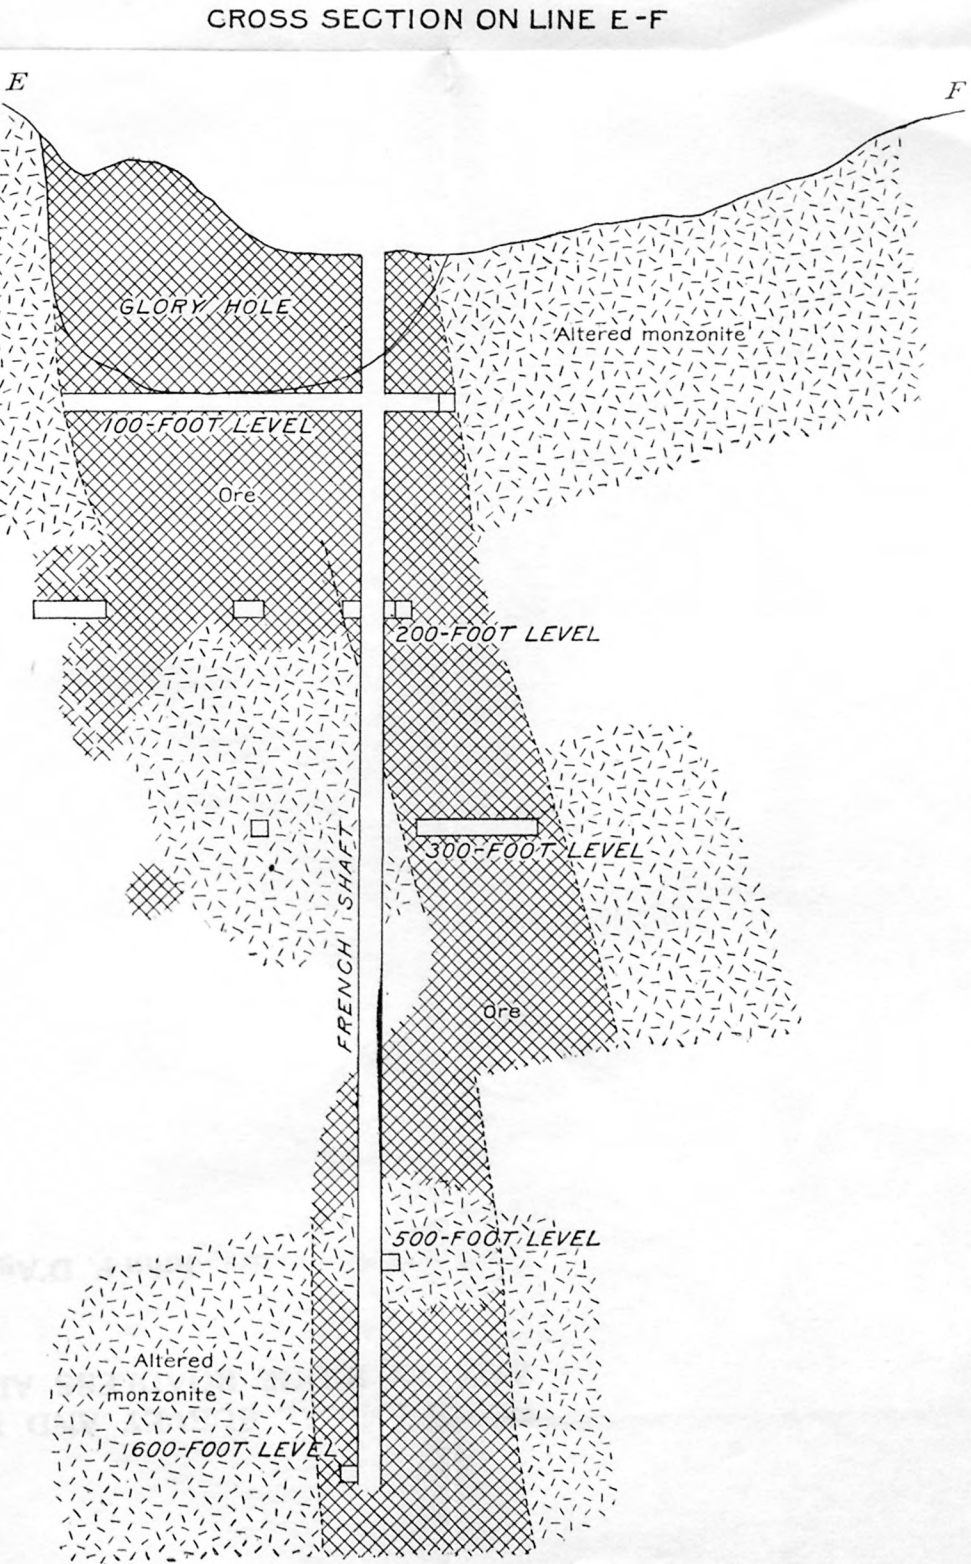 CROSS SECTION ON LINE E-F
E
F
GLORY HOLE
Altered monzonite
100-FOOT LEVEL
Ore
200-FOOT LEVEL
300-FOOT LEVEL
FRENCH SHAFT
Ore
500-FOOT LEVEL
Altered
monzonite
600-FOOT LEVEL